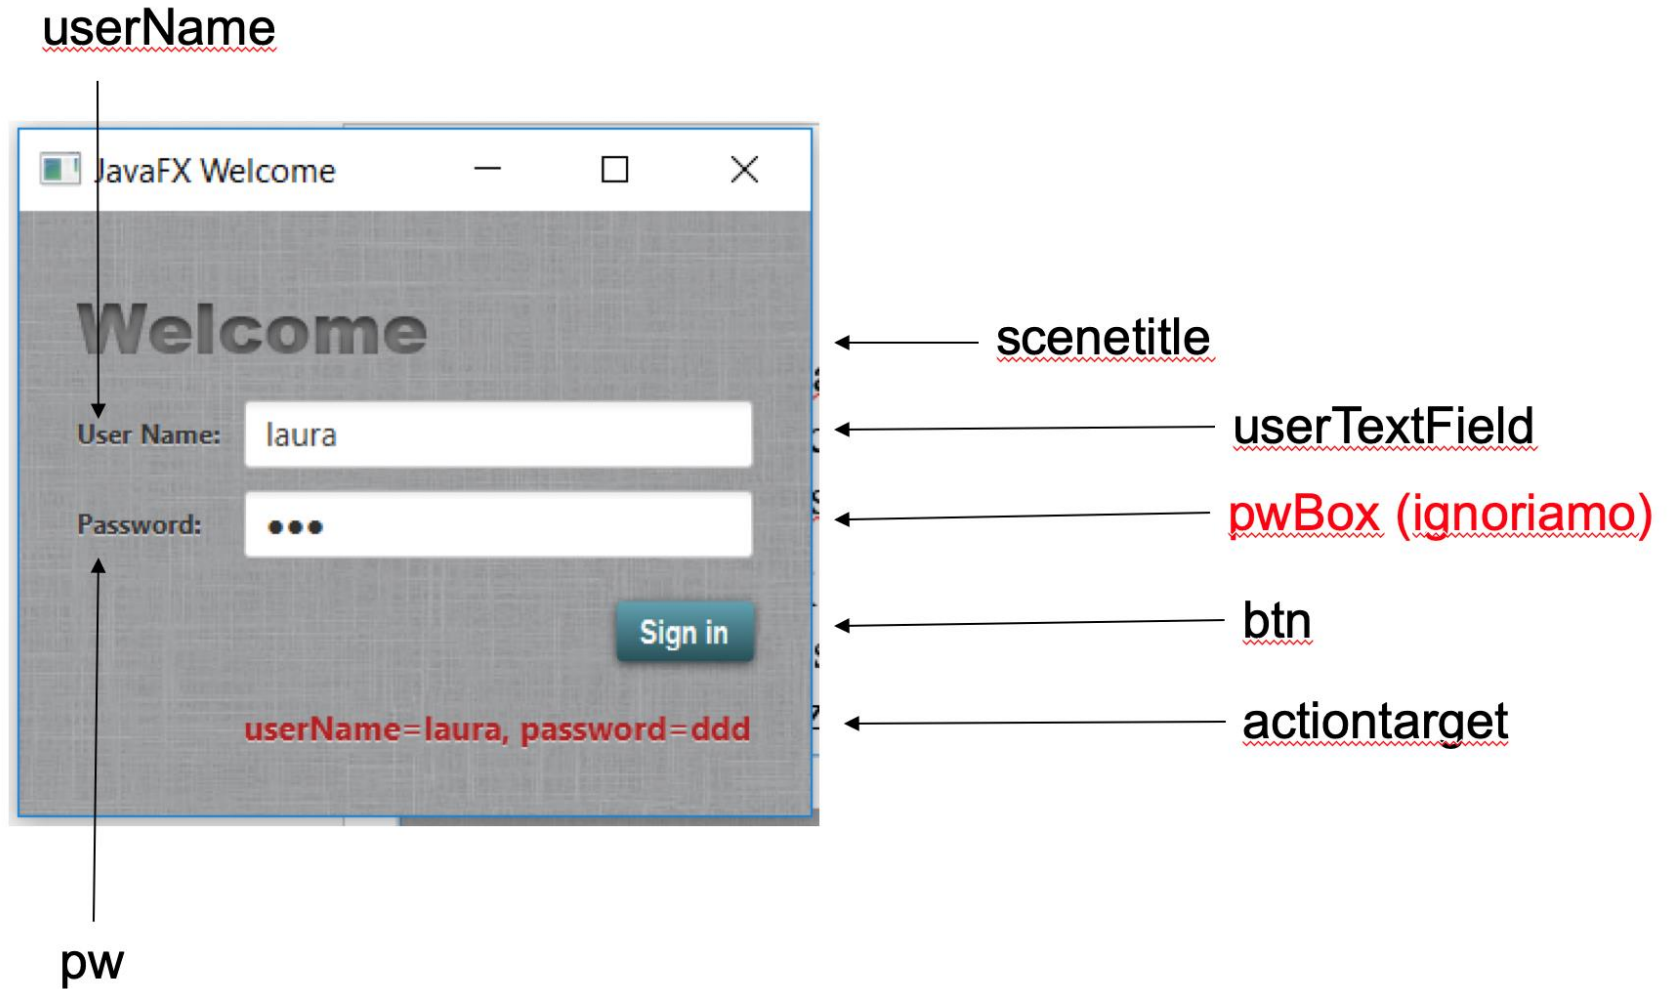 userName
JavaFX Welcome
Welcome
scenetitle
User Name:
laura
userTextField
Password:
●●●
pwBox (ignoriamo)
Sign in
btn
userName=laura, password=ddd
actiontarget
pw